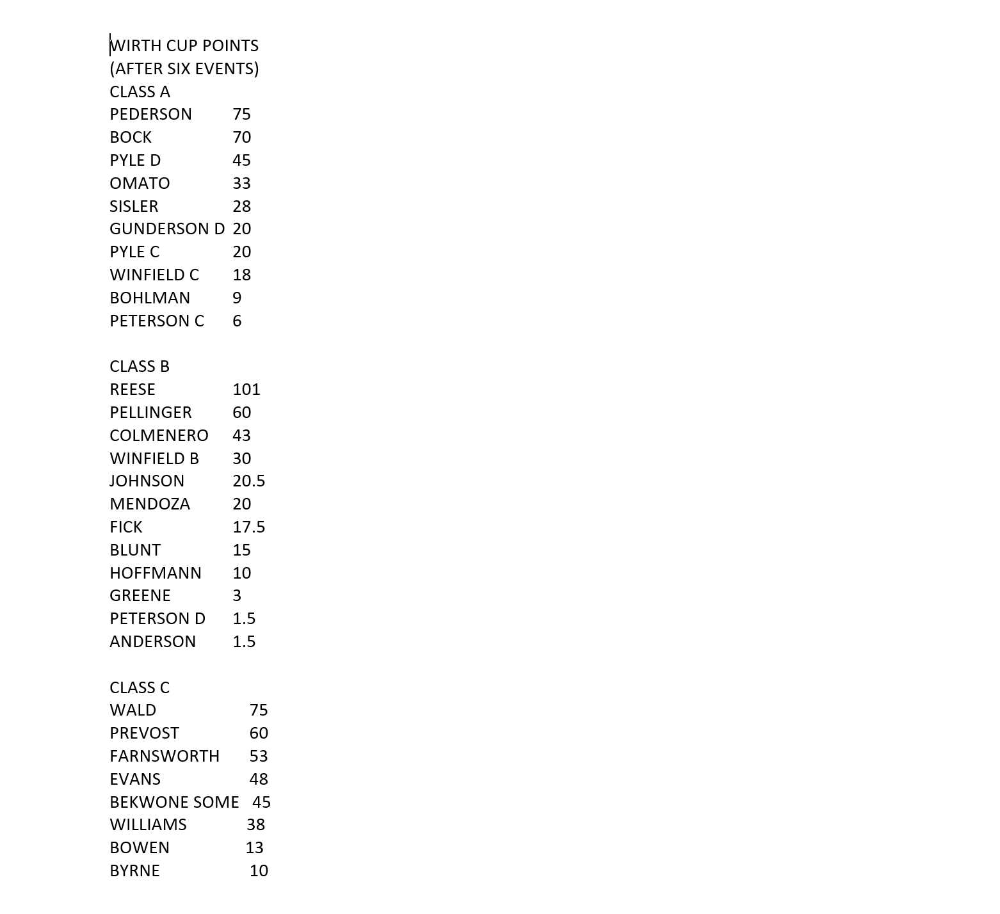 WIRTH CUP POINTS
(AFTER SIX EVENTS)
CLASS A
PEDERSON 75
BOCK 70
PYLE D 45
OMATO 33
SISLER 28
GUNDERSON D 20
PYLE C 20
WINFIELD C 18
BOHLMAN 9
PETERSON C 6
CLASS B
REESE 101
PELLINGER 60
COLMENERO 43
WINFIELD B 30
JOHNSON 20.5
MENDOZA 20
FICK 17.5
BLUNT 15
HOFFMANN 10
GREENE 3
PETERSON D 1.5
ANDERSON 1.5
CLASS C
WALD 75
PREVOST 60
FARNSWORTH 53
EVANS 48
BEKWONE SOME 45
WILLIAMS 38
BOWEN 13
BYRNE 10